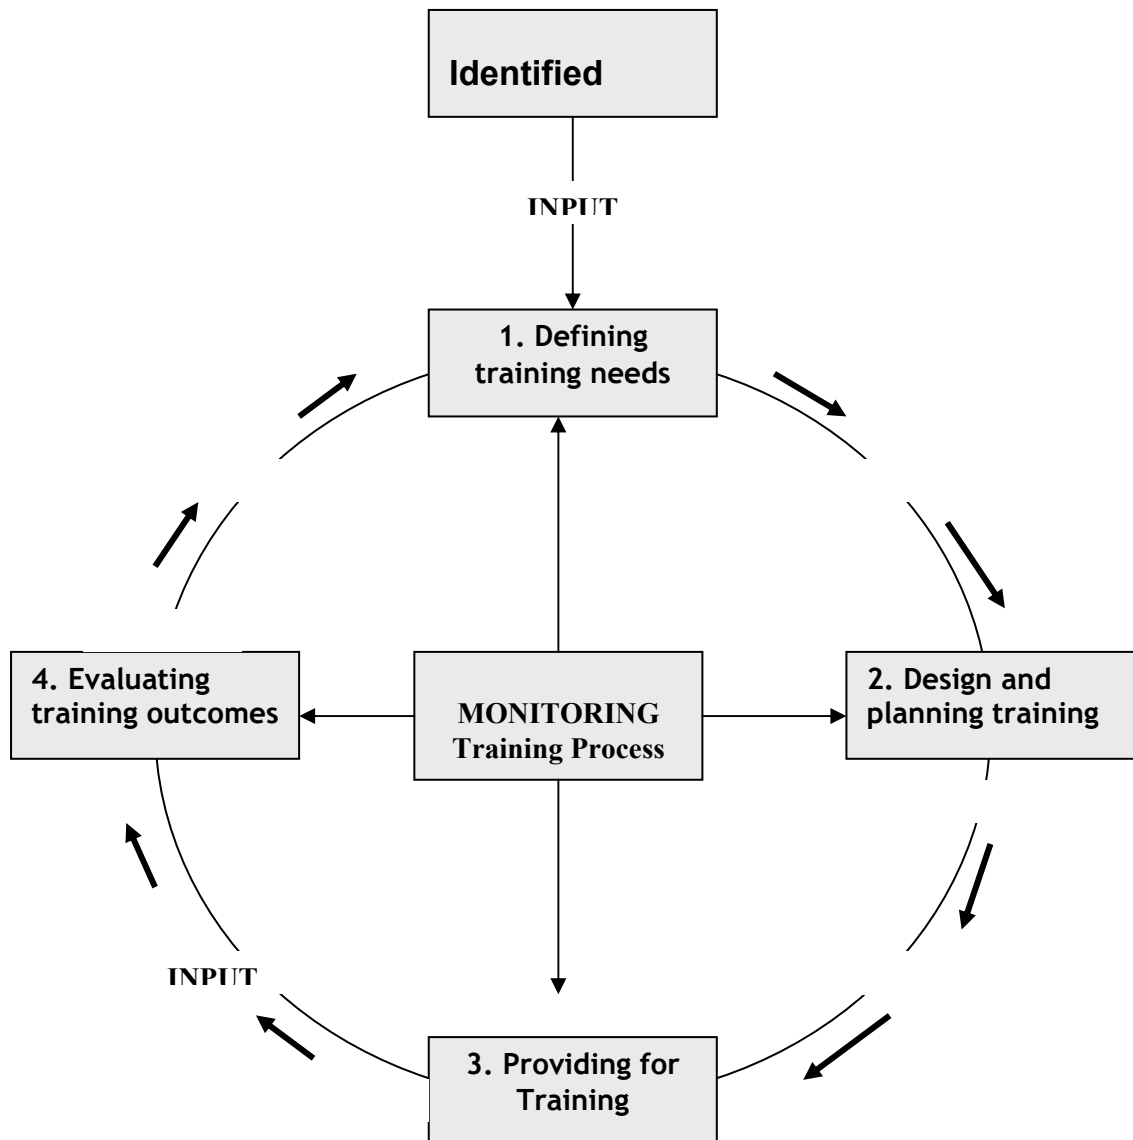 Identified
INPUT
1. Defining
training needs
4. Evaluating
training outcomes
MONITORING
Training Process
2. Design and
planning training
INPUT
3. Providing for
Training